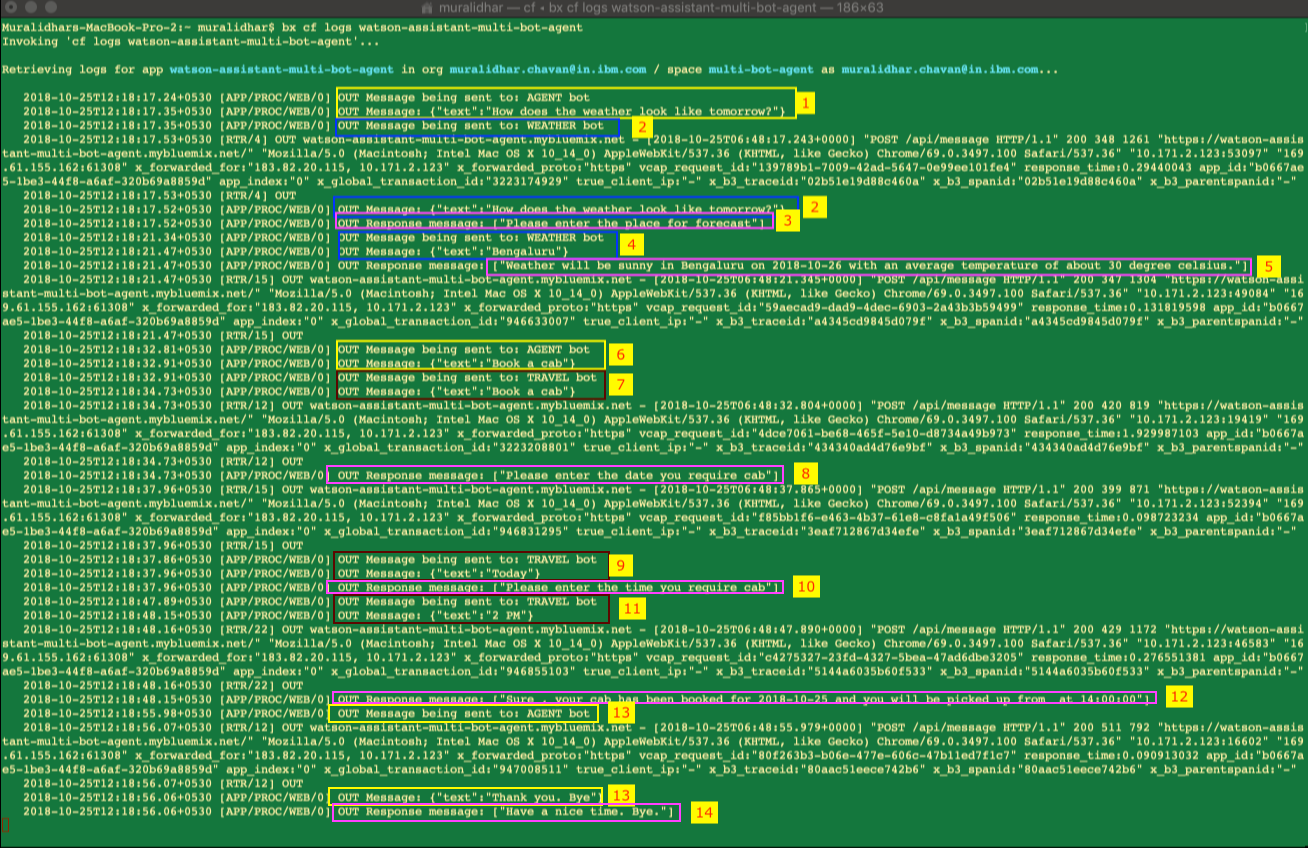 muralidhar — cf • bx cf logs watson-assistant-multi-bot-agent — 186×63
Muralidhars-MacBook-Pro-2:~ muralidhar$ bx cf logs watson-assistant-multi-bot-agent
Invoking 'cf logs watson-assistant-multi-bot-agent'...
Retrieving logs for app watson-assistant-multi-bot-agent in org muralidhar.chavan@in.ibm.com / space multi-bot-agent as muralidhar.chavan@in.ibm.com...
2018-10-25T12:18:17.24+0530 [APP/PROC/WEB/0] OUT Message being sent to: AGENT bot
1
2018-10-25T12:18:17.35+0530 [APP/PROC/WEB/0] OUT Message: {"text":"How does the weather look like tomorrow?"}
2018-10-25T12:18:17.35+0530 [APP/PROC/WEB/0] OUT Message being sent to: WEATHER bot 2
2018-10-25T12:18:17.53+0530 [RTR/4] OUT watson-assistant-multi-bot-agent.mybluemix.net - [2018-10-25T06:48:17.243+0000] "POST /api/message HTTP/1.1" 200 348 1261 "https://watson-assis
tant-multi-bot-agent.mybluemix.net/" "Mozilla/5.0 (Macintosh; Intel Mac OS X 10_14_0) AppleWebKit/537.36 (KHTML, like Gecko) Chrome/69.0.3497.100 Safari/537.36" "10.171.2.123:53097" "169
.61.155.162:61308" x_forwarded_for:"183.82.20.115, 10.171.2.123" x_forwarded_proto:"https" vcap_request_id:"139789b1-7009-42ad-5647-0e99ee101fe4" response_time:0.29440043 app_id:"b0667ae
5-1be3-44f8-a6af-320b69a8859d" app_index:"0" x_global_transaction_id:"3223174929" true_client_ip:"-" x_b3_traceid:"02b51e19d88c460a" x_b3_spanid:"02b51e19d88c460a" x_b3_parentspanid:"-"
2018-10-25T12:18:17.53+0530 [RTR/4] OUT
2018-10-25T12:18:17.52+0530 [APP/PROC/WEB/0] OUT Message: {"text":"How does the weather look like tomorrow?"} 2
2018-10-25T12:18:17.52+0530 [APP/PROC/WEB/0] OUT Response message: ["Please enter the place for forecast"] 3
2018-10-25T12:18:21.34+0530 [APP/PROC/WEB/0] OUT Message being sent to: WEATHER bot 4
2018-10-25T12:18:21.47+0530 [APP/PROC/WEB/0] OUT Message: {"text":"Bengaluru"}
2018-10-25T12:18:21.47+0530 [APP/PROC/WEB/0] OUT Response message: ["Weather will be sunny in Bengaluru on 2018-10-26 with an average temperature of about 30 degree celsius."] 5
2018-10-25T12:18:21.47+0530 [RTR/15] OUT watson-assistant-multi-bot-agent.mybluemix.net - [2018-10-25T06:48:21.345+0000] "POST /api/message HTTP/1.1" 200 347 1304 "https://watson-assi
stant-multi-bot-agent.mybluemix.net/" "Mozilla/5.0 (Macintosh; Intel Mac OS X 10_14_0) AppleWebKit/537.36 (KHTML, like Gecko) Chrome/69.0.3497.100 Safari/537.36" "10.171.2.123:49084" "16
9.61.155.162:61308" x_forwarded_for:"183.82.20.115, 10.171.2.123" x_forwarded_proto:"https" vcap_request_id:"59aecad9-dad9-4dec-6903-2a43b3b59499" response_time:0.131819598 app_id:"b0667
ae5-1be3-44f8-a6af-320b69a8859d" app_index:"0" x_global_transaction_id:"946633007" true_client_ip:"-" x_b3_traceid:"a4345cd9845d079f" x_b3_spanid:"a4345cd9845d079f" x_b3_parentspanid:"-"
2018-10-25T12:18:21.47+0530 [RTR/15] OUT
2018-10-25T12:18:32.81+0530 [APP/PROC/WEB/0] OUT Message being sent to: AGENT bot 6
2018-10-25T12:18:32.91+0530 [APP/PROC/WEB/0] OUT Message: {"text":"Book a cab"}
2018-10-25T12:18:32.91+0530 [APP/PROC/WEB/0] OUT Message being sent to: TRAVEL bot 7
2018-10-25T12:18:34.73+0530 [APP/PROC/WEB/0] OUT Message: {"text":"Book a cab"}
2018-10-25T12:18:34.73+0530 [RTR/12] OUT watson-assistant-multi-bot-agent.mybluemix.net - [2018-10-25T06:48:32.804+0000] "POST /api/message HTTP/1.1" 200 420 819 "https://watson-assis
tant-multi-bot-agent.mybluemix.net/" "Mozilla/5.0 (Macintosh; Intel Mac OS X 10_14_0) AppleWebKit/537.36 (KHTML, like Gecko) Chrome/69.0.3497.100 Safari/537.36" "10.171.2.123:19419" "169
.61.155.162:61308" x_forwarded_for:"183.82.20.115, 10.171.2.123" x_forwarded_proto:"https" vcap_request_id:"4dce7061-be68-465f-5e10-d8734a49b973" response_time:1.929987103 app_id:"b0667a
e5-1be3-44f8-a6af-320b69a8859d" app_index:"0" x_global_transaction_id:"3223208801" true_client_ip:"-" x_b3_traceid:"434340ad4d76e9bf" x_b3_spanid:"434340ad4d76e9bf" x_b3_parentspanid:"-"
2018-10-25T12:18:34.73+0530 [RTR/12] OUT
2018-10-25T12:18:34.73+0530 [APP/PROC/WEB/0] OUT Response message: ["Please enter the date you require cab"] 8
2018-10-25T12:18:37.96+0530 [RTR/15] OUT watson-assistant-multi-bot-agent.mybluemix.net - [2018-10-25T06:48:37.865+0000] "POST /api/message HTTP/1.1" 200 399 871 "https://watson-assis
tant-multi-bot-agent.mybluemix.net/" "Mozilla/5.0 (Macintosh; Intel Mac OS X 10_14_0) AppleWebKit/537.36 (KHTML, like Gecko) Chrome/69.0.3497.100 Safari/537.36" "10.171.2.123:52394" "169
.61.155.162:61308" x_forwarded_for:"183.82.20.115, 10.171.2.123" x_forwarded_proto:"https" vcap_request_id:"f85bb1f6-e463-4b37-61e8-c8fa1a49f506" response_time:0.098723234 app_id:"b0667a
e5-1be3-44f8-a6af-320b69a8859d" app_index:"0" x_global_transaction_id:"946831295" true_client_ip:"-" x_b3_traceid:"3eaf712867d34efe" x_b3_spanid:"3eaf712867d34efe" x_b3_parentspanid:"-"
2018-10-25T12:18:37.96+0530 [RTR/15] OUT
2018-10-25T12:18:37.86+0530 [APP/PROC/WEB/0] OUT Message being sent to: TRAVEL bot 9
2018-10-25T12:18:37.96+0530 [APP/PROC/WEB/0] OUT Message: {"text":"Today"}
2018-10-25T12:18:37.96+0530 [APP/PROC/WEB/0] OUT Response message: ["Please enter the time you require cab"] 10
2018-10-25T12:18:47.89+0530 [APP/PROC/WEB/0] OUT Message being sent to: TRAVEL bot 11
2018-10-25T12:18:48.15+0530 [APP/PROC/WEB/0] OUT Message: {"text":"2 PM"}
2018-10-25T12:18:48.16+0530 [RTR/22] OUT watson-assistant-multi-bot-agent.mybluemix.net - [2018-10-25T06:48:47.890+0000] "POST /api/message HTTP/1.1" 200 429 1172 "https://watson-assi
stant-multi-bot-agent.mybluemix.net/" "Mozilla/5.0 (Macintosh; Intel Mac OS X 10_14_0) AppleWebKit/537.36 (KHTML, like Gecko) Chrome/69.0.3497.100 Safari/537.36" "10.171.2.123:46583" "16
9.61.155.162:61308" x_forwarded_for:"183.82.20.115, 10.171.2.123" x_forwarded_proto:"https" vcap_request_id:"c4275327-23fd-4327-5bea-47ad6dbe3205" response_time:0.276551381 app_id:"b0667
ae5-1be3-44f8-a6af-320b69a8859d" app_index:"0" x_global_transaction_id:"946855103" true_client_ip:"-" x_b3_traceid:"5144a6035b60f533" x_b3_spanid:"5144a6035b60f533" x_b3_parentspanid:"-"
2018-10-25T12:18:48.16+0530 [RTR/22] OUT
2018-10-25T12:18:48.15+0530 [APP/PROC/WEB/0] OUT Response message: ["Sure , your cab has been booked for 2018-10-25 and you will be picked up from  at 14:00:00"] 12
2018-10-25T12:18:55.98+0530 [APP/PROC/WEB/0] OUT Message being sent to: AGENT bot 13
2018-10-25T12:18:56.07+0530 [RTR/12] OUT watson-assistant-multi-bot-agent.mybluemix.net - [2018-10-25T06:48:55.979+0000] "POST /api/message HTTP/1.1" 200 511 792 "https://watson-assis
tant-multi-bot-agent.mybluemix.net/" "Mozilla/5.0 (Macintosh; Intel Mac OS X 10_14_0) AppleWebKit/537.36 (KHTML, like Gecko) Chrome/69.0.3497.100 Safari/537.36" "10.171.2.123:16602" "169
.61.155.162:61308" x_forwarded_for:"183.82.20.115, 10.171.2.123" x_forwarded_proto:"https" vcap_request_id:"80f263b3-b06e-477e-606c-47b11ed7f1c7" response_time:0.090913032 app_id:"b0667a
e5-1be3-44f8-a6af-320b69a8859d" app_index:"0" x_global_transaction_id:"947008511" true_client_ip:"-" x_b3_traceid:"80aac51eece742b6" x_b3_spanid:"80aac51eece742b6" x_b3_parentspanid:"-"
2018-10-25T12:18:56.07+0530 [RTR/12] OUT
2018-10-25T12:18:56.06+0530 [APP/PROC/WEB/0] OUT Message: {"text":"Thank you. Bye"} 13
2018-10-25T12:18:56.06+0530 [APP/PROC/WEB/0] OUT Response message: ["Have a nice time. Bye."] 14